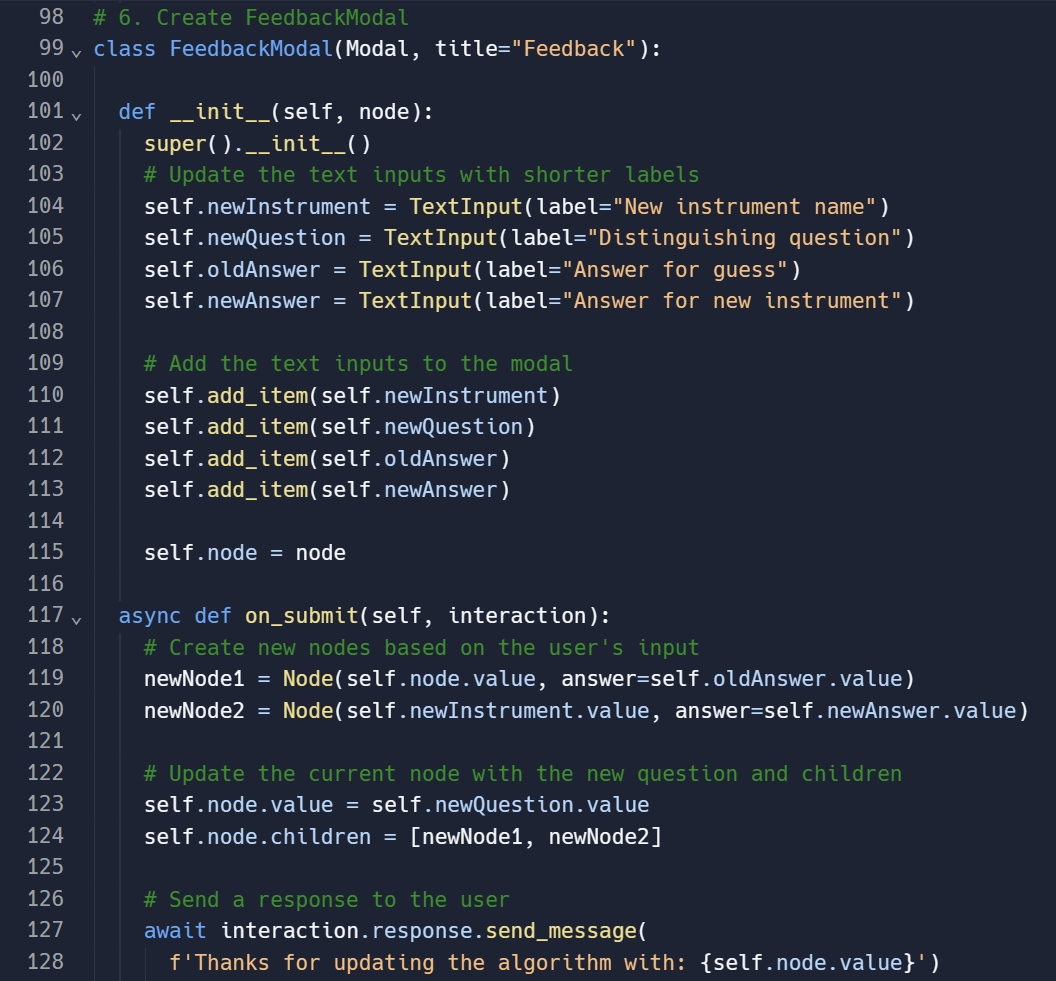 98 # 6. Create FeedbackModal
99 class FeedbackModal(Modal, title="Feedback"):
100
101   def __init__(self, node):
102     super().__init__()
103     # Update the text inputs with shorter labels
104     self.newInstrument = TextInput(label="New instrument name")
105     self.newQuestion = TextInput(label="Distinguishing question")
106     self.oldAnswer = TextInput(label="Answer for guess")
107     self.newAnswer = TextInput(label="Answer for new instrument")
108
109     # Add the text inputs to the modal
110     self.add_item(self.newInstrument)
111     self.add_item(self.newQuestion)
112     self.add_item(self.oldAnswer)
113     self.add_item(self.newAnswer)
114
115     self.node = node
116
117   async def on_submit(self, interaction):
118     # Create new nodes based on the user's input
119     newNode1 = Node(self.node.value, answer=self.oldAnswer.value)
120     newNode2 = Node(self.newInstrument.value, answer=self.newAnswer.value)
121
122     # Update the current node with the new question and children
123     self.node.value = self.newQuestion.value
124     self.node.children = [newNode1, newNode2]
125
126     # Send a response to the user
127     await interaction.response.send_message(
128       f'Thanks for updating the algorithm with: {self.node.value}')